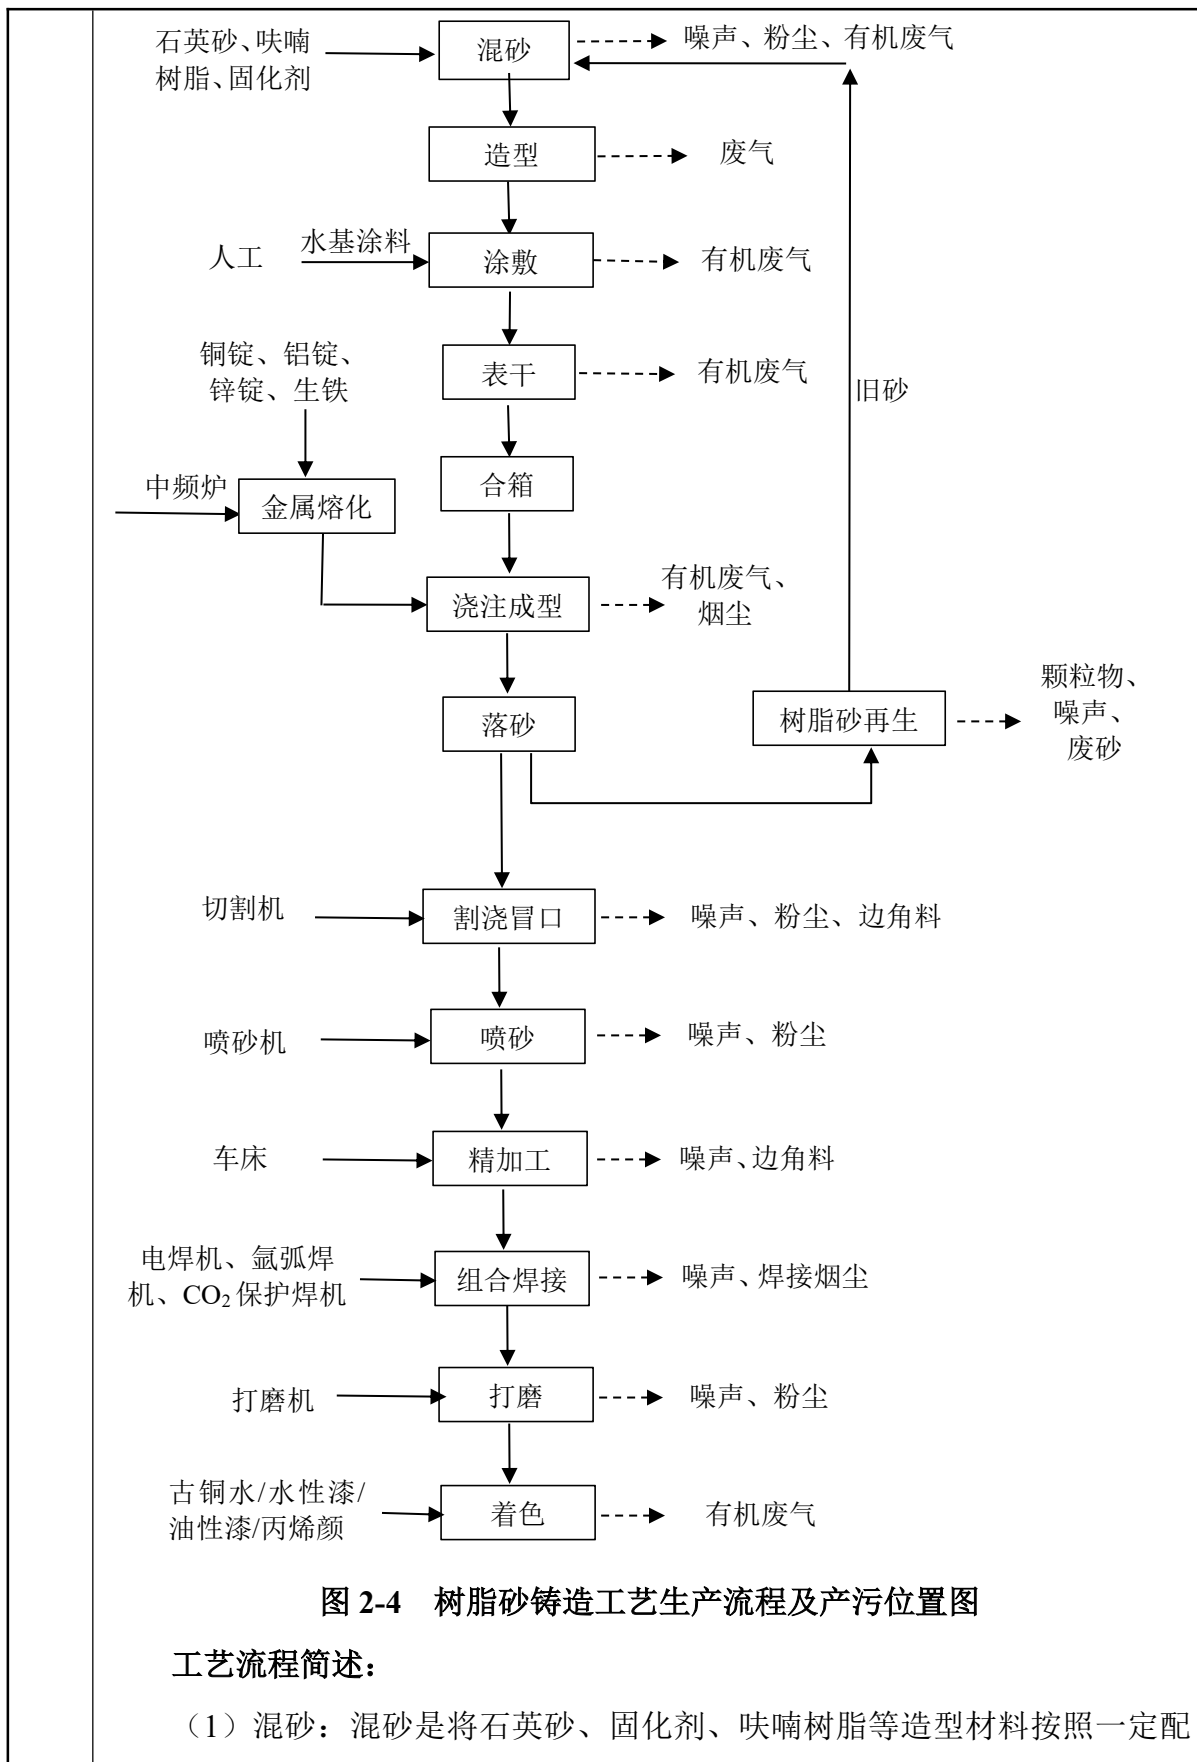 石英砂、呋喃
树脂、固化剂
混砂
噪声、粉尘、有机废气
造型
废气
人工
水基涂料
涂敷
有机废气
铜锭、铝锭、
锌锭、生铁
表干
有机废气
旧砂
中频炉
金属熔化
合箱
浇注成型
有机废气、
烟尘
落砂
树脂砂再生
颗粒物、
噪声、
废砂
切割机
割浇冒口
噪声、粉尘、边角料
喷砂机
喷砂
噪声、粉尘
车床
精加工
噪声、边角料
电焊机、氩弧焊
机、CO₂保护焊机
组合焊接
噪声、焊接烟尘
打磨机
打磨
噪声、粉尘
古铜水/水性漆/
油性漆/丙烯颜
着色
有机废气
图 2-4 树脂砂铸造工艺生产流程及产污位置图
工艺流程简述：
（1）混砂：混砂是将石英砂、固化剂、呋喃树脂等造型材料按照一定配